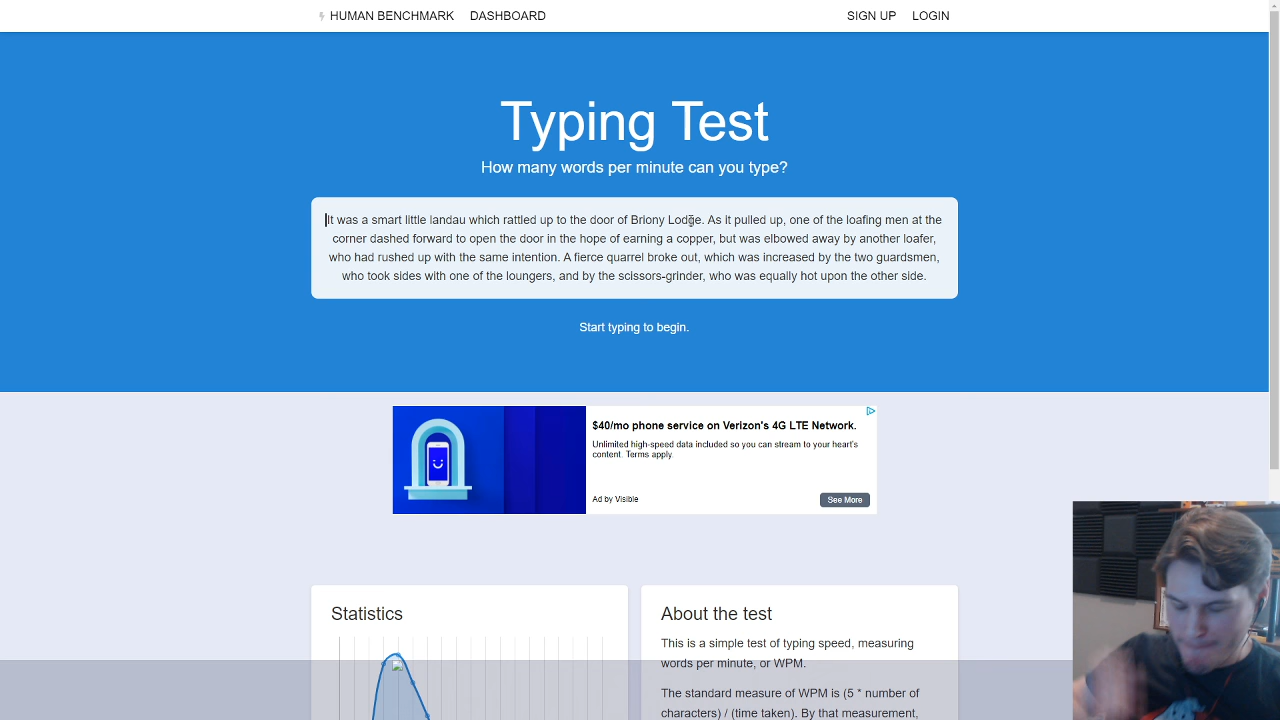 HUMAN BENCHMARK DASHBOARD SIGN UP LOGIN
Typing Test
How many words per minute can you type?
It was a smart little landau which rattled up to the door of Briony Lodge. As it pulled up, one of the loafing men at the
corner dashed forward to open the door in the hope of earning a copper, but was elbowed away by another loafer,
who had rushed up with the same intention. A fierce quarrel broke out, which was increased by the two guardsmen,
who took sides with one of the loungers, and by the scissors-grinder, who was equally hot upon the other side.
Start typing to begin.
$40/mo phone service on Verizon's 4G LTE Network.
Unlimited high-speed data included so you can stream to your heart's
content. Terms apply.
Ad by Visible
See More
Statistics
About the test
This is a simple test of typing speed, measuring
words per minute, or WPM.
The standard measure of WPM is (5 * number of
characters) / (time taken). By that measurement,